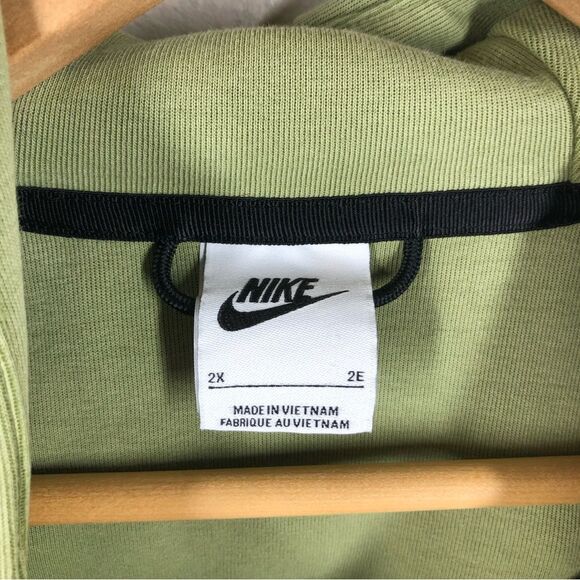 NIKE
2X 2E
MADE IN VIETNAM
FABRIQUE AU VIETNAM